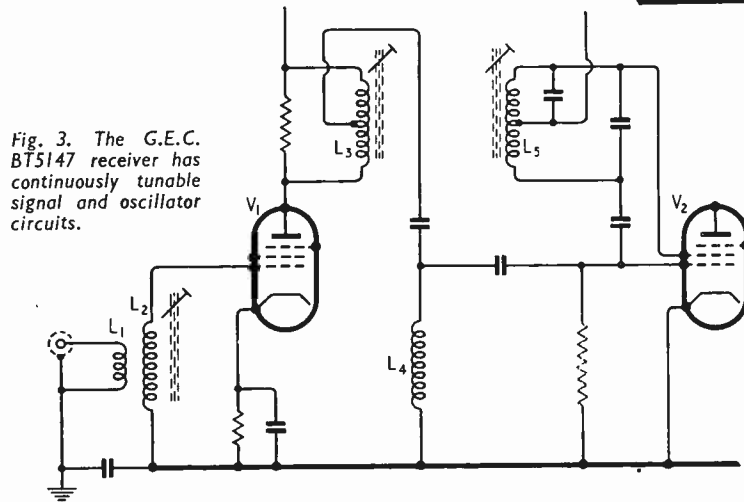 Fig. 3. The G.E.C.
BT5147 receiver has
continuously tunable
signal and oscillator
circuits.
L1
L2
V1
L3
L4
L5
V2